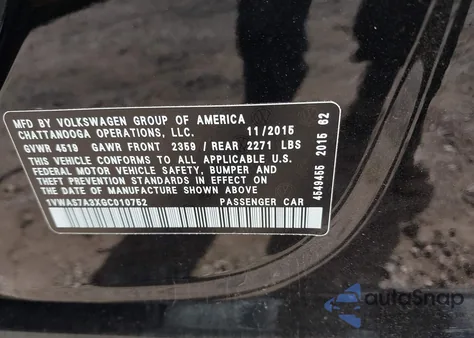 MFD BY VOLKSWAGEN GROUP OF AMERICA
CHATTANOOGA OPERATIONS, LLC. 11/2015
GVWR 4519 GAWR FRONT 2359 / REAR 2271 LBS
THIS VEHICLE CONFORMS TO ALL APPLICABLE U.S.
FEDERAL MOTOR VEHICLE SAFETY, BUMPER AND
THEFT PREVENTION STANDARDS IN EFFECT ON
THE DATE OF MANUFACTURE SHOWN ABOVE
1VWAS7A3XGC010752 PASSENGER CAR
4549455 2015 62
autoSnap